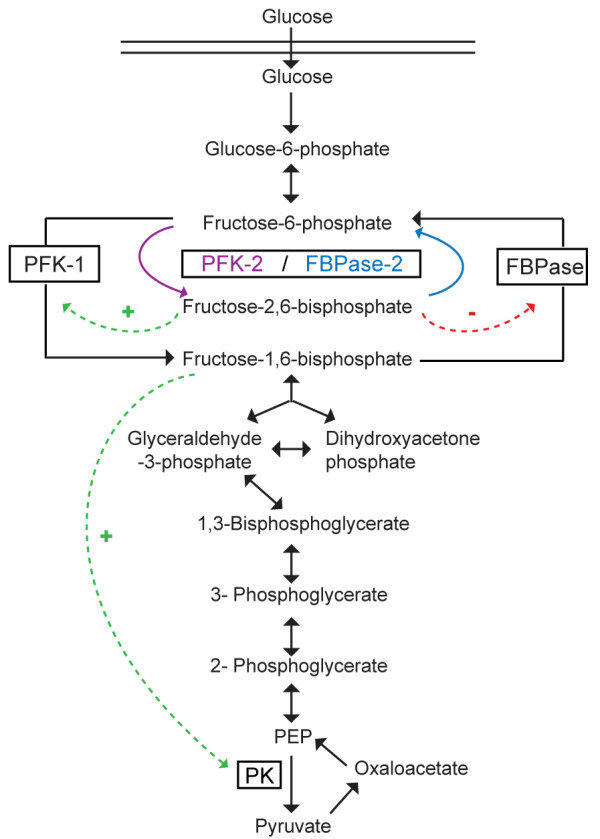 Glucose
Glucose
Glucose-6-phosphate
Fructose-6-phosphate
PFK-1
PFK-2 / FBPase-2
FBPase
Fructose-2,6-bisphosphate
+
-
Fructose-1,6-bisphosphate
Glyceraldehyde
-3-phosphate
Dihydroxyacetone
phosphate
1,3-Bisphosphoglycerate
+
3- Phosphoglycerate
2- Phosphoglycerate
PEP
PK
Oxaloacetate
Pyruvate